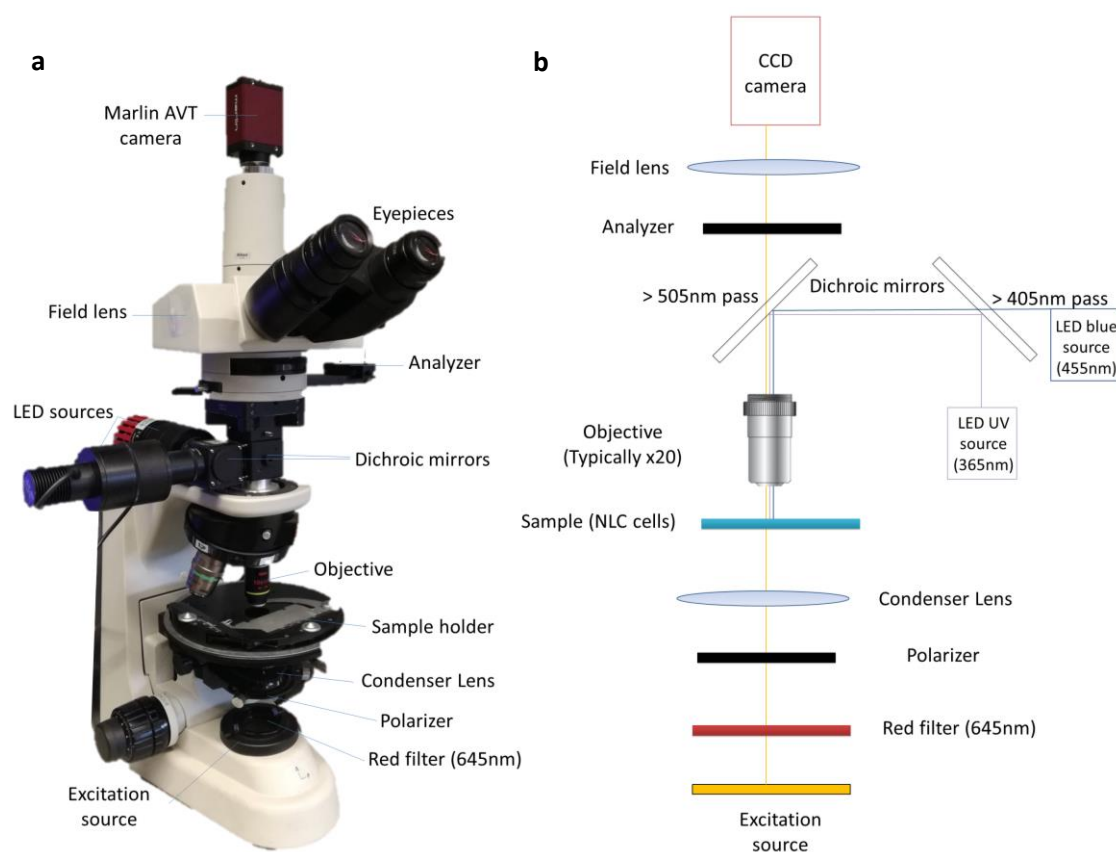 a
Marlin AVT
camera
Eyepieces
Field lens
Analyzer
LED sources
Dichroic mirrors
Objective
Sample holder
Condenser Lens
Polarizer
Red filter (645nm)
Excitation
source
b
CCD
camera
Field lens
Analyzer
> 505nm pass
Dichroic mirrors
> 405nm pass
LED blue
source
(455nm)
LED UV
source
(365nm)
Objective
(Typically x20)
Sample (NLC cells)
Condenser Lens
Polarizer
Red filter (645nm)
Excitation
source